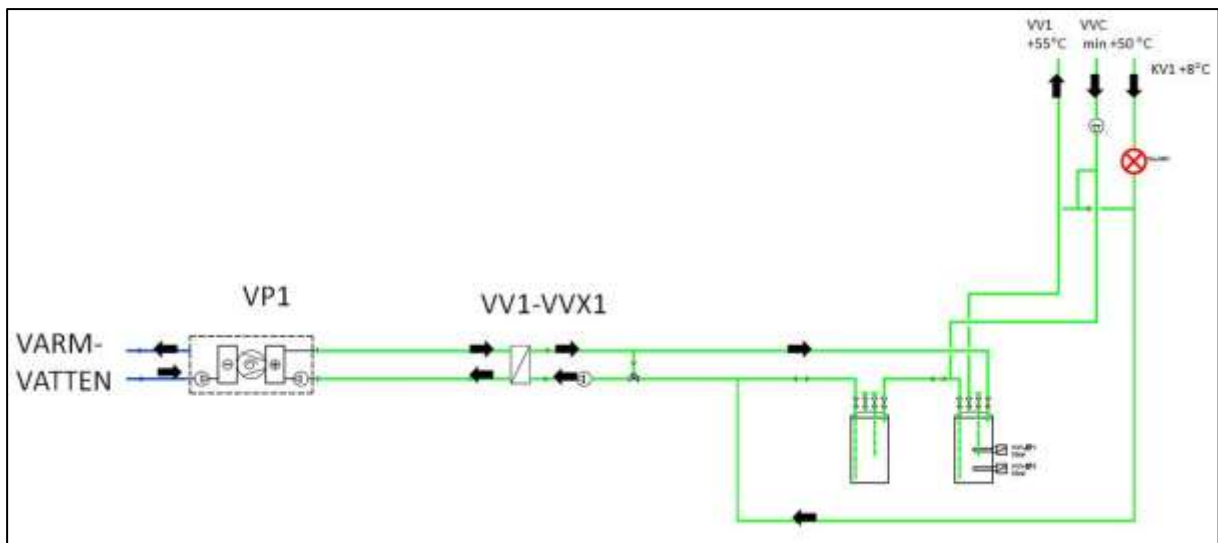 VV1 VVC
+55°C min +50 °C
KV1 +8°C
VP1
VV1-VVX1
VARM-
VATTEN